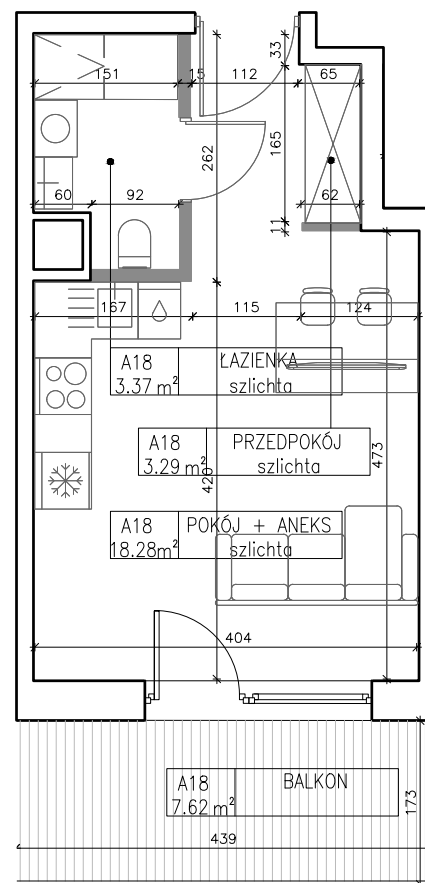 33
151 15 112 65
262 165
60 92 62
11
167 115 124
A18 ŁAZIENKA
3.37 m² szlichta
A18 PRZEDPOKÓJ
3.29 m² szlichta
420 473
A18 POKÓJ + ANEKS
18.28m² szlichta
404
A18 BALKON
7.62 m²
173
439